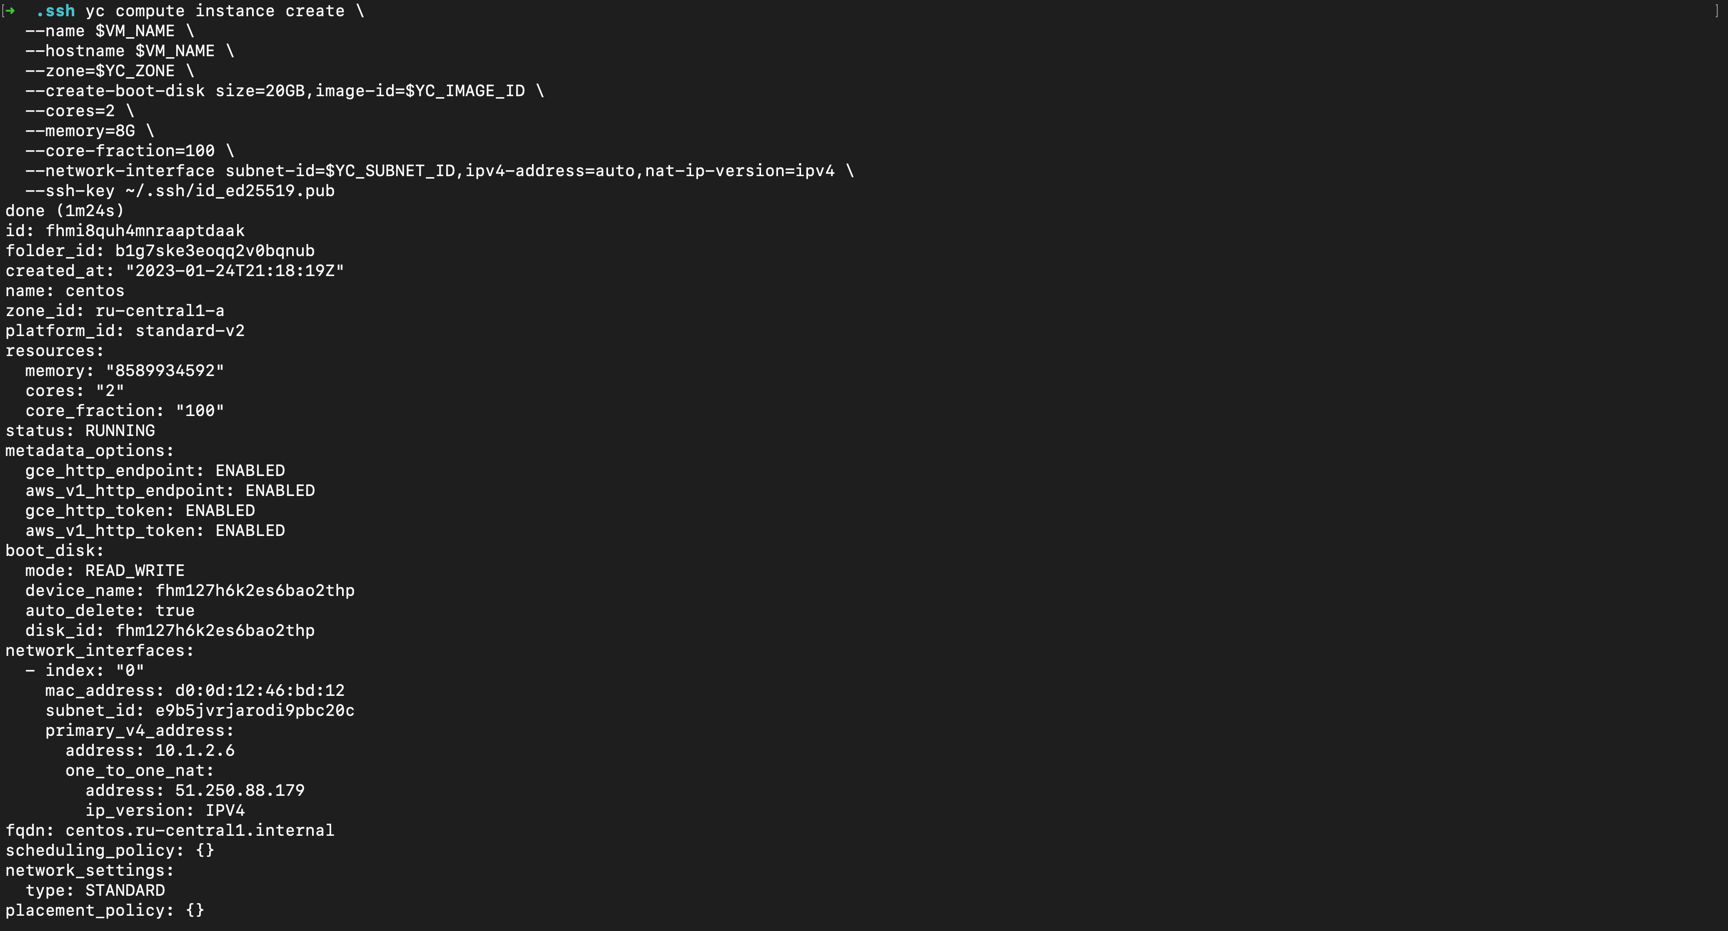 [→  .ssh yc compute instance create \ ]
  --name $VM_NAME \
  --hostname $VM_NAME \
  --zone=$YC_ZONE \
  --create-boot-disk size=20GB,image-id=$YC_IMAGE_ID \
  --cores=2 \
  --memory=8G \
  --core-fraction=100 \
  --network-interface subnet-id=$YC_SUBNET_ID,ipv4-address=auto,nat-ip-version=ipv4 \
  --ssh-key ~/.ssh/id_ed25519.pub
done (1m24s)
id: fhmi8quh4mnraaptdaak
folder_id: b1g7ske3eoqq2v0bqnub
created_at: "2023-01-24T21:18:19Z"
name: centos
zone_id: ru-central1-a
platform_id: standard-v2
resources:
  memory: "8589934592"
  cores: "2"
  core_fraction: "100"
status: RUNNING
metadata_options:
  gce_http_endpoint: ENABLED
  aws_v1_http_endpoint: ENABLED
  gce_http_token: ENABLED
  aws_v1_http_token: ENABLED
boot_disk:
  mode: READ_WRITE
  device_name: fhm127h6k2es6bao2thp
  auto_delete: true
  disk_id: fhm127h6k2es6bao2thp
network_interfaces:
  - index: "0"
    mac_address: d0:0d:12:46:bd:12
    subnet_id: e9b5jvrjarodi9pbc20c
    primary_v4_address:
      address: 10.1.2.6
      one_to_one_nat:
        address: 51.250.88.179
        ip_version: IPV4
fqdn: centos.ru-central1.internal
scheduling_policy: {}
network_settings:
  type: STANDARD
placement_policy: {}